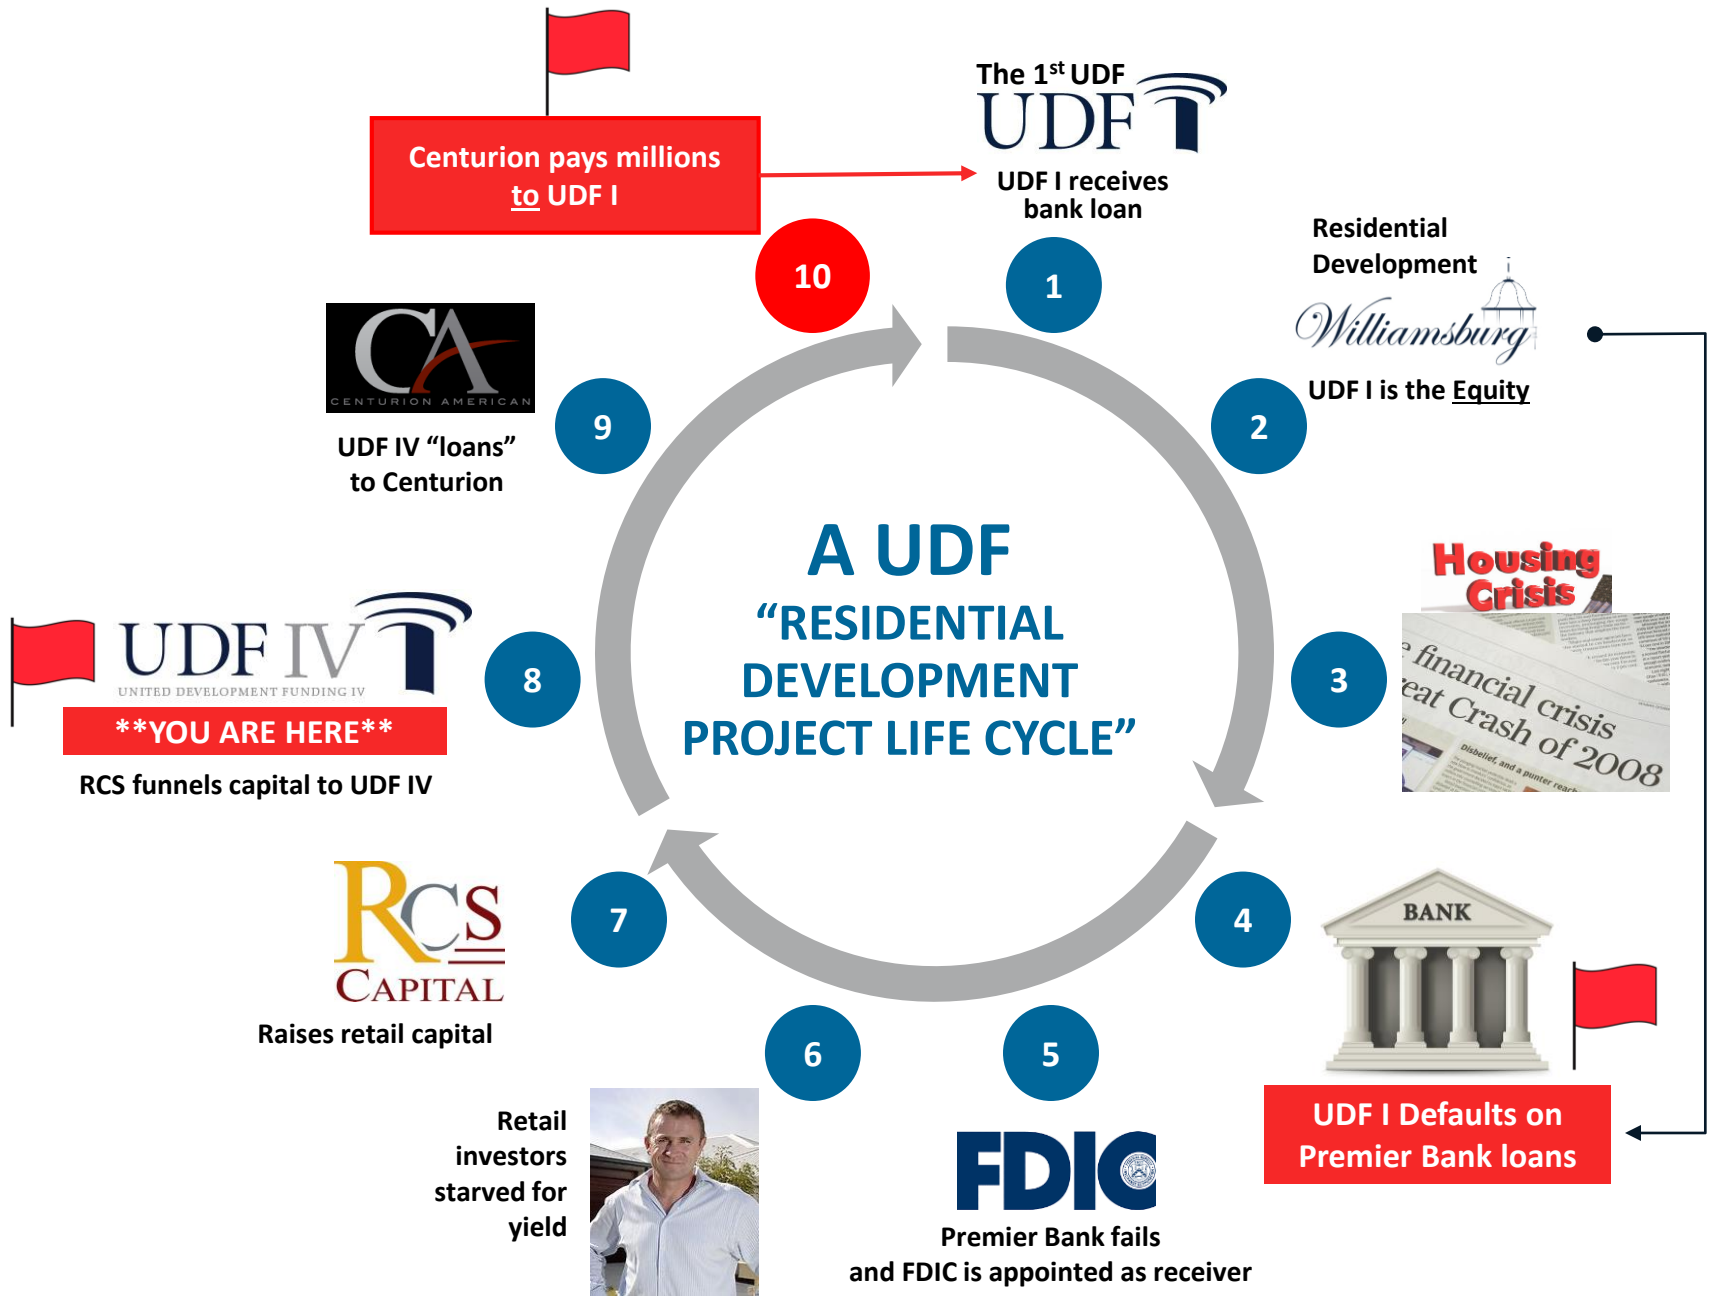 Centurion pays millions
to UDF I
The 1st UDF
UDF
UDF I receives
bank loan
10
1
Residential
Development
Williamsburg
UDF I is the Equity
2
9
CA
CENTURION AMERICAN
UDF IV “loans”
to Centurion
A UDF
“RESIDENTIAL
DEVELOPMENT
PROJECT LIFE CYCLE”
Housing
Crisis
financial crisis
eat Crash of 2008
Disbelief, and a punter
3
UDF IV
UNITED DEVELOPMENT FUNDING IV
**YOU ARE HERE**
RCS funnels capital to UDF IV
8
RCS
CAPITAL
Raises retail capital
7
4
BANK
UDF I Defaults on
Premier Bank loans
6
5
Retail
investors
starved for
yield
FDIC
Premier Bank fails
and FDIC is appointed as receiver